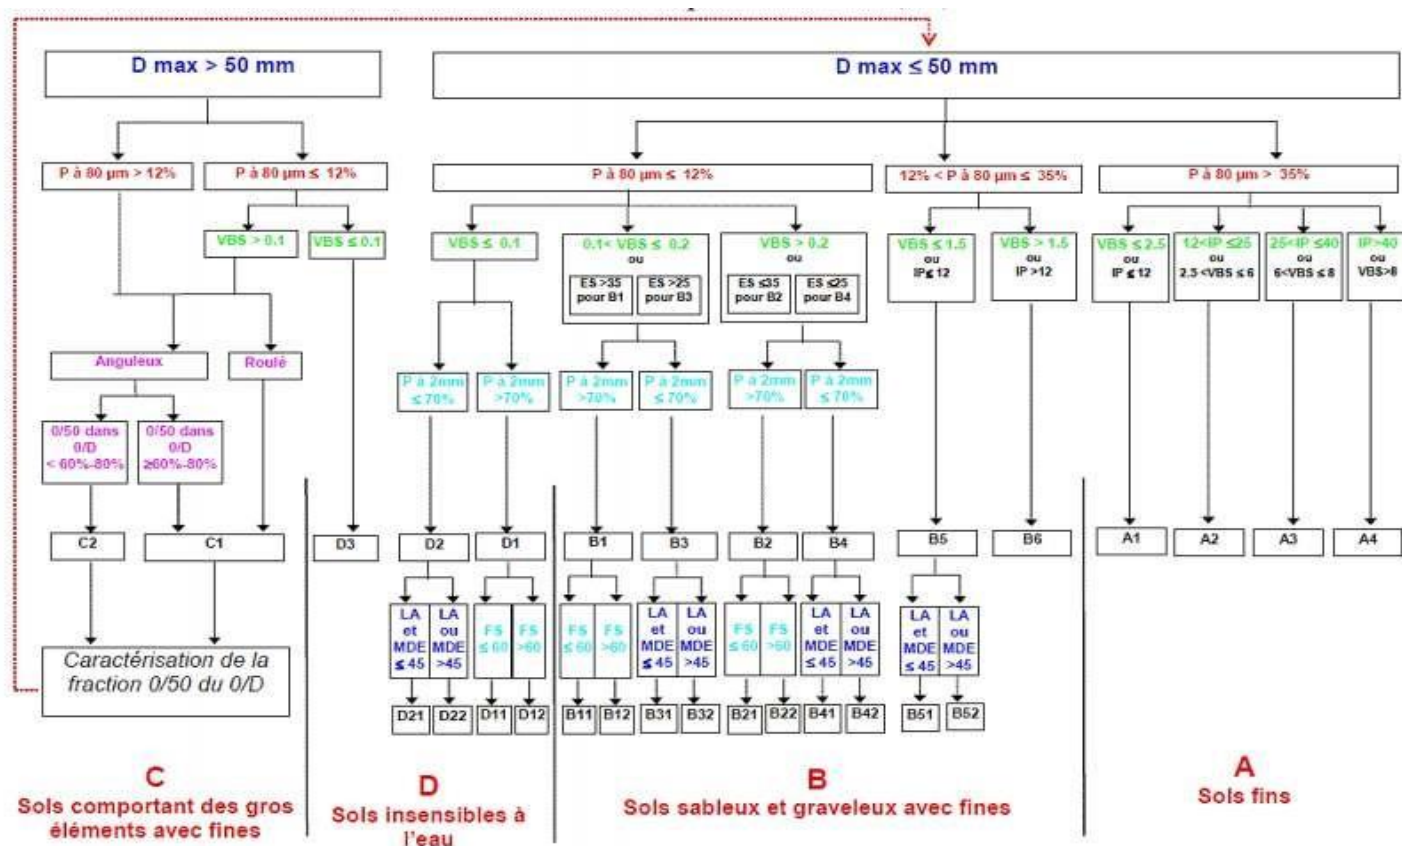 D max > 50 mm
D max ≤ 50 mm
P à 80 µm > 12%
P à 80 µm ≤ 12%
P à 80 µm ≤ 12%
12% < P à 80 µm ≤ 35%
P à 80 µm > 35%
VBS > 0.1
VBS ≤ 0.1
VBS ≤ 0.1
0.1< VBS ≤ 0.2
ou
ES >35
pour B1
ES >25
pour B3
VBS > 0.2
ou
ES ≤35
pour B2
ES ≤25
pour B4
VBS ≤ 1.5
ou
IP≤ 12
VBS > 1.5
ou
IP >12
VBS ≤ 2.5
ou
IP ≤ 12
12<IP ≤25
ou
2.5 <VBS ≤ 6
25<IP ≤40
ou
6<VBS ≤ 8
IP>40
ou
VBS>8
Anguleux
Roulé
P à 2mm
≤ 70%
P à 2mm
>70%
P à 2mm
>70%
P à 2mm
≤ 70%
P à 2mm
>70%
P à 2mm
≤ 70%
0/50 dans
0/D
< 60%-80%
0/50 dans
0/D
≥60%-80%
C2
C1
D3
D2
D1
B1
B3
B2
B4
B5
B6
A1
A2
A3
A4
LA
et
MDE
≤ 45
LA
ou
MDE
>45
FS
≤ 60
FS
>60
FS
≤ 60
FS
>60
LA
et
MDE
≤ 45
LA
ou
MDE
>45
FS
≤ 60
FS
>60
LA
et
MDE
≤ 45
LA
ou
MDE
>45
LA
et
MDE
≤ 45
LA
ou
MDE
>45
Caractérisation de la
fraction 0/50 du 0/D
D21
D22
D11
D12
B11
B12
B31
B32
B21
B22
B41
B42
B51
B52
C
Sols comportant des gros
éléments avec fines
D
Sols insensibles à
l'eau
B
Sols sableux et graveleux avec fines
A
Sols fins